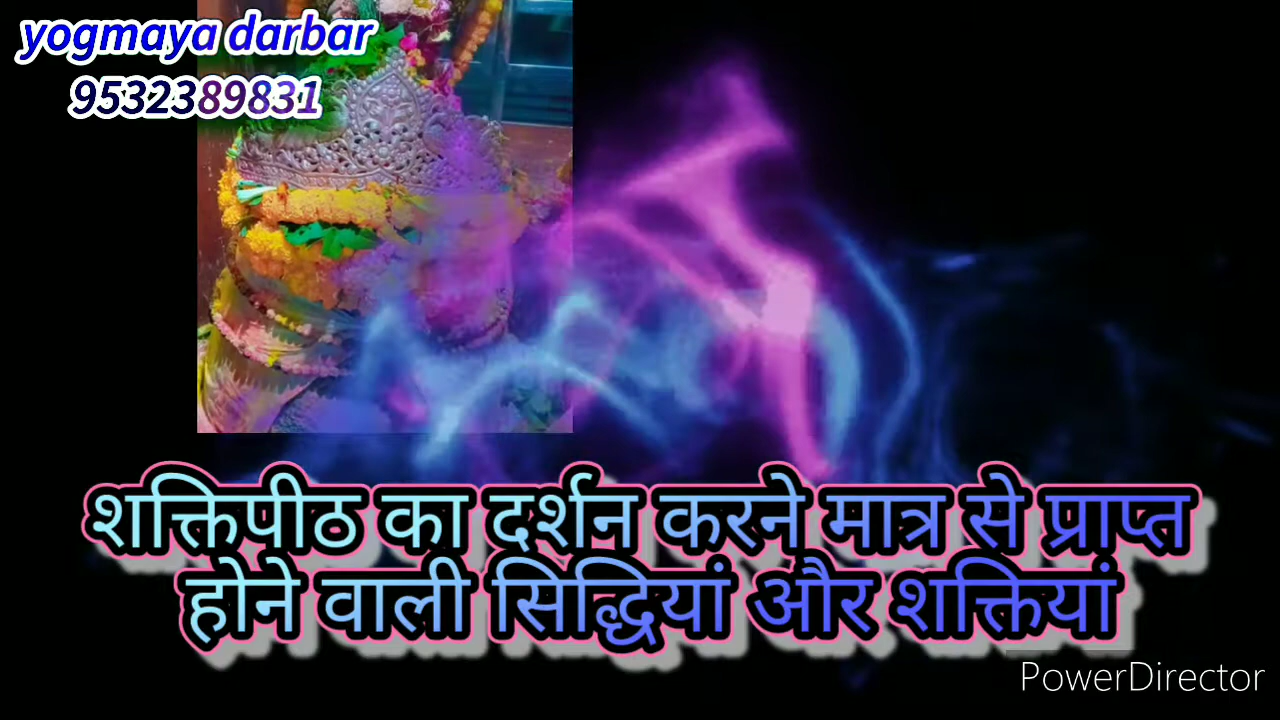 yogmaya darbar
9532389831
शक्तिपीठ का दर्शन करने मात्र से प्राप्त
होने वाली सिद्धियां और शक्तियां
PowerDirector